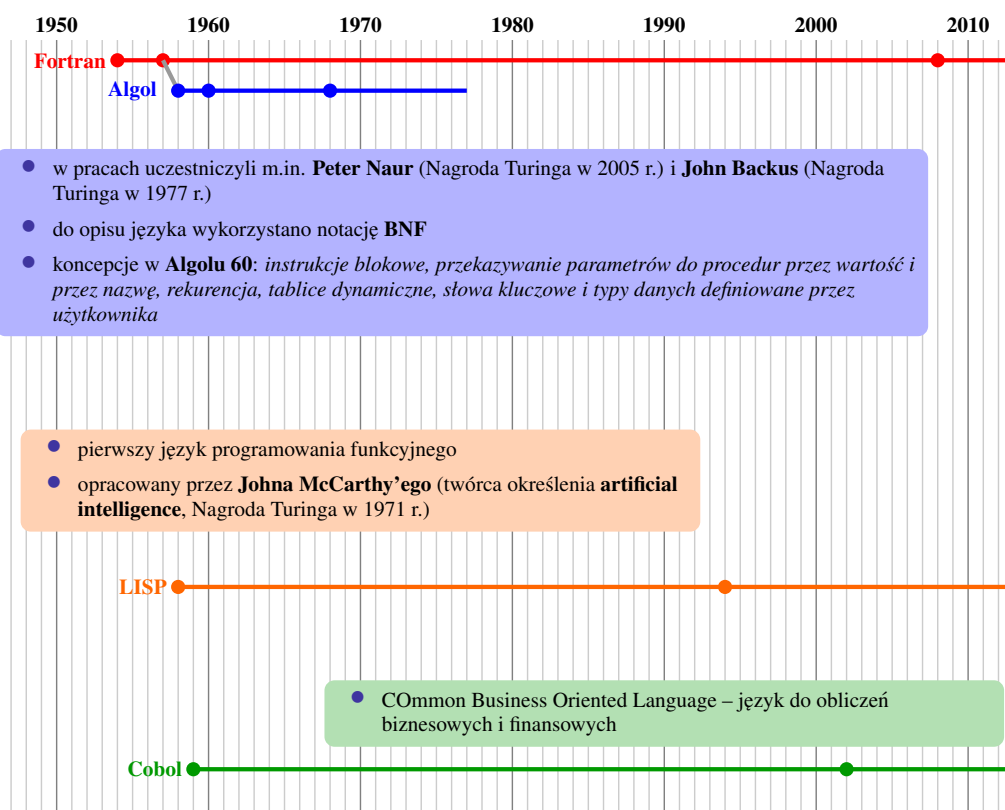 1950 1960 1970 1980 1990 2000 2010
Fortran
Algol
w pracach uczestniczyli m.in. Peter Naur (Nagroda Turinga w 2005 r.) i John Backus (Nagroda
Turinga w 1977 r.)
do opisu języka wykorzystano notację BNF
koncepcje w Algolu 60: instrukcje blokowe, przekazywanie parametrów do procedur przez wartość i
przez nazwę, rekurencja, tablice dynamiczne, słowa kluczowe i typy danych definiowane przez
użytkownika
pierwszy język programowania funkcyjnego
opracowany przez Johna McCarthy'ego (twórca określenia artificial
intelligence, Nagroda Turinga w 1971 r.)
LISP
COmmon Business Oriented Language – język do obliczeń
biznesowych i finansowych
Cobol